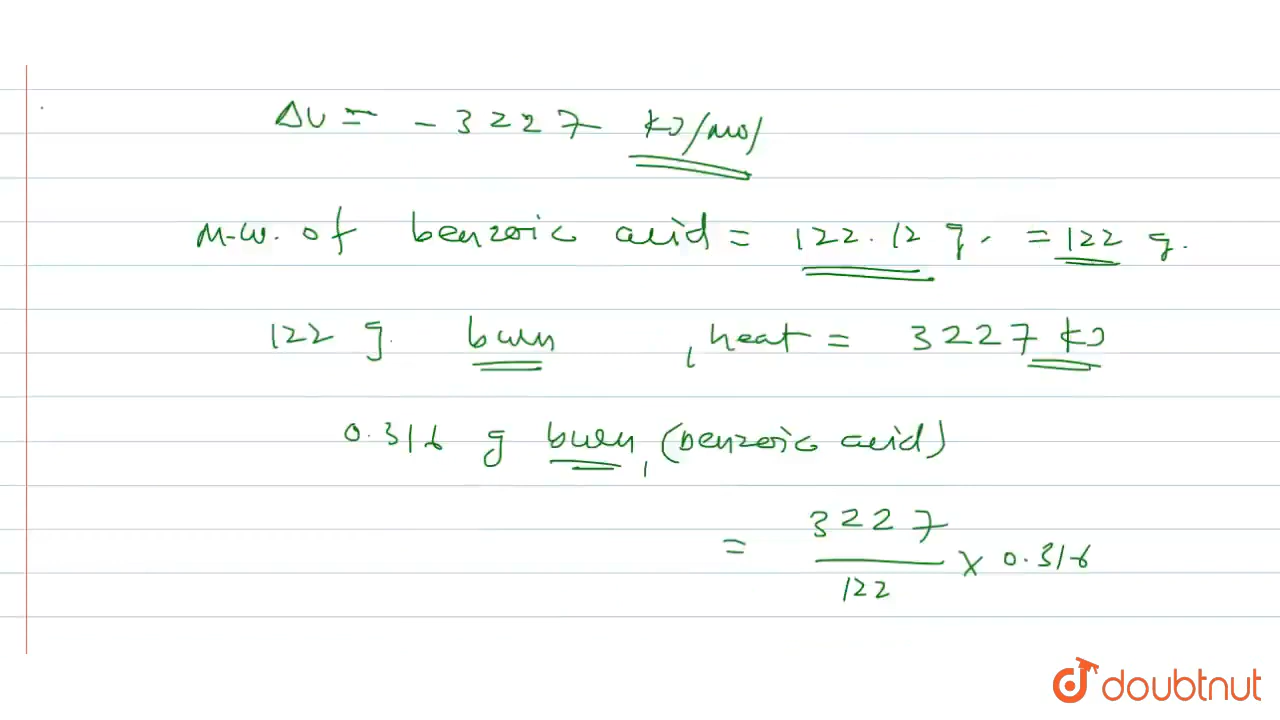 ΔU = - 3227 kJ/mol
M.W. of benzoic acid = 122.12 g. = 122 g.
122 g. burn , heat = 3227 kJ
0.316 g burn, (benzoic acid)
= 3227/122 × 0.316
doubtnut